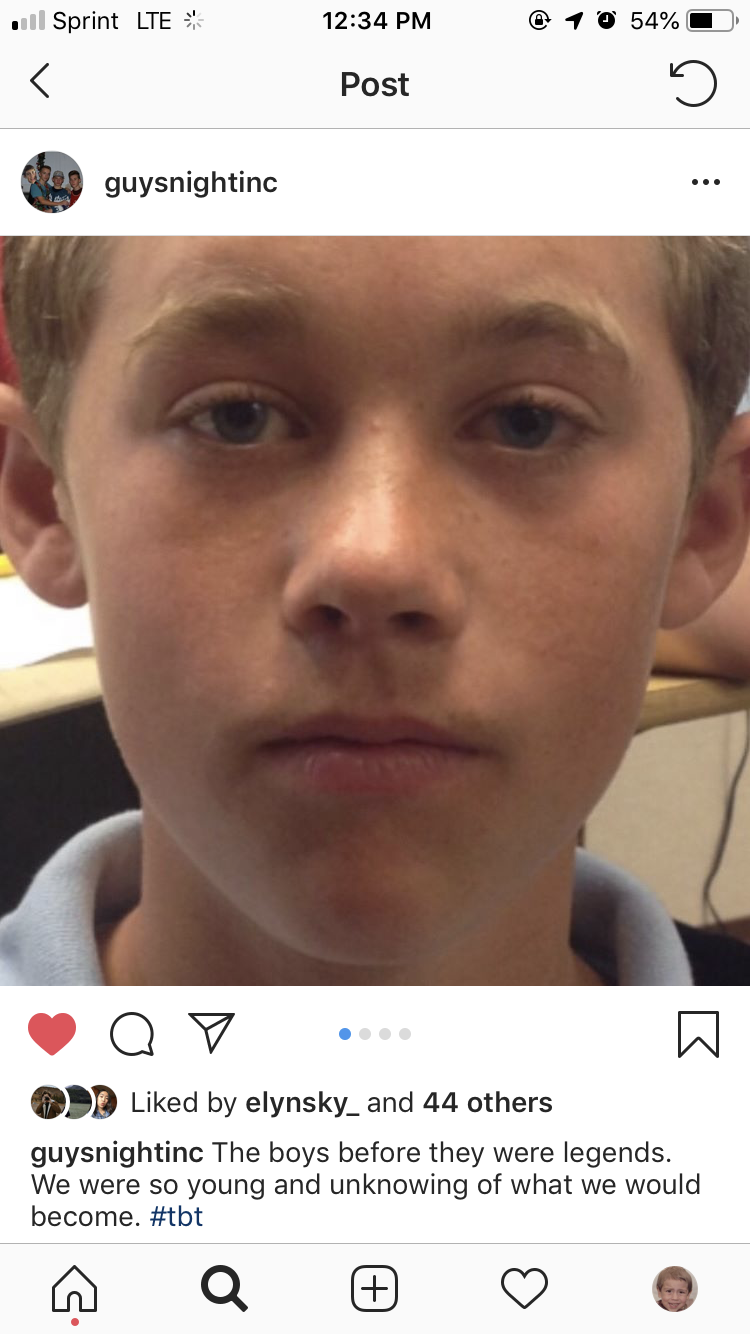 Sprint LTE 12:34 PM 54%
Post
guysnightinc
Liked by elynsky_ and 44 others
guysnightinc The boys before they were legends.
We were so young and unknowing of what we would
become. #tbt